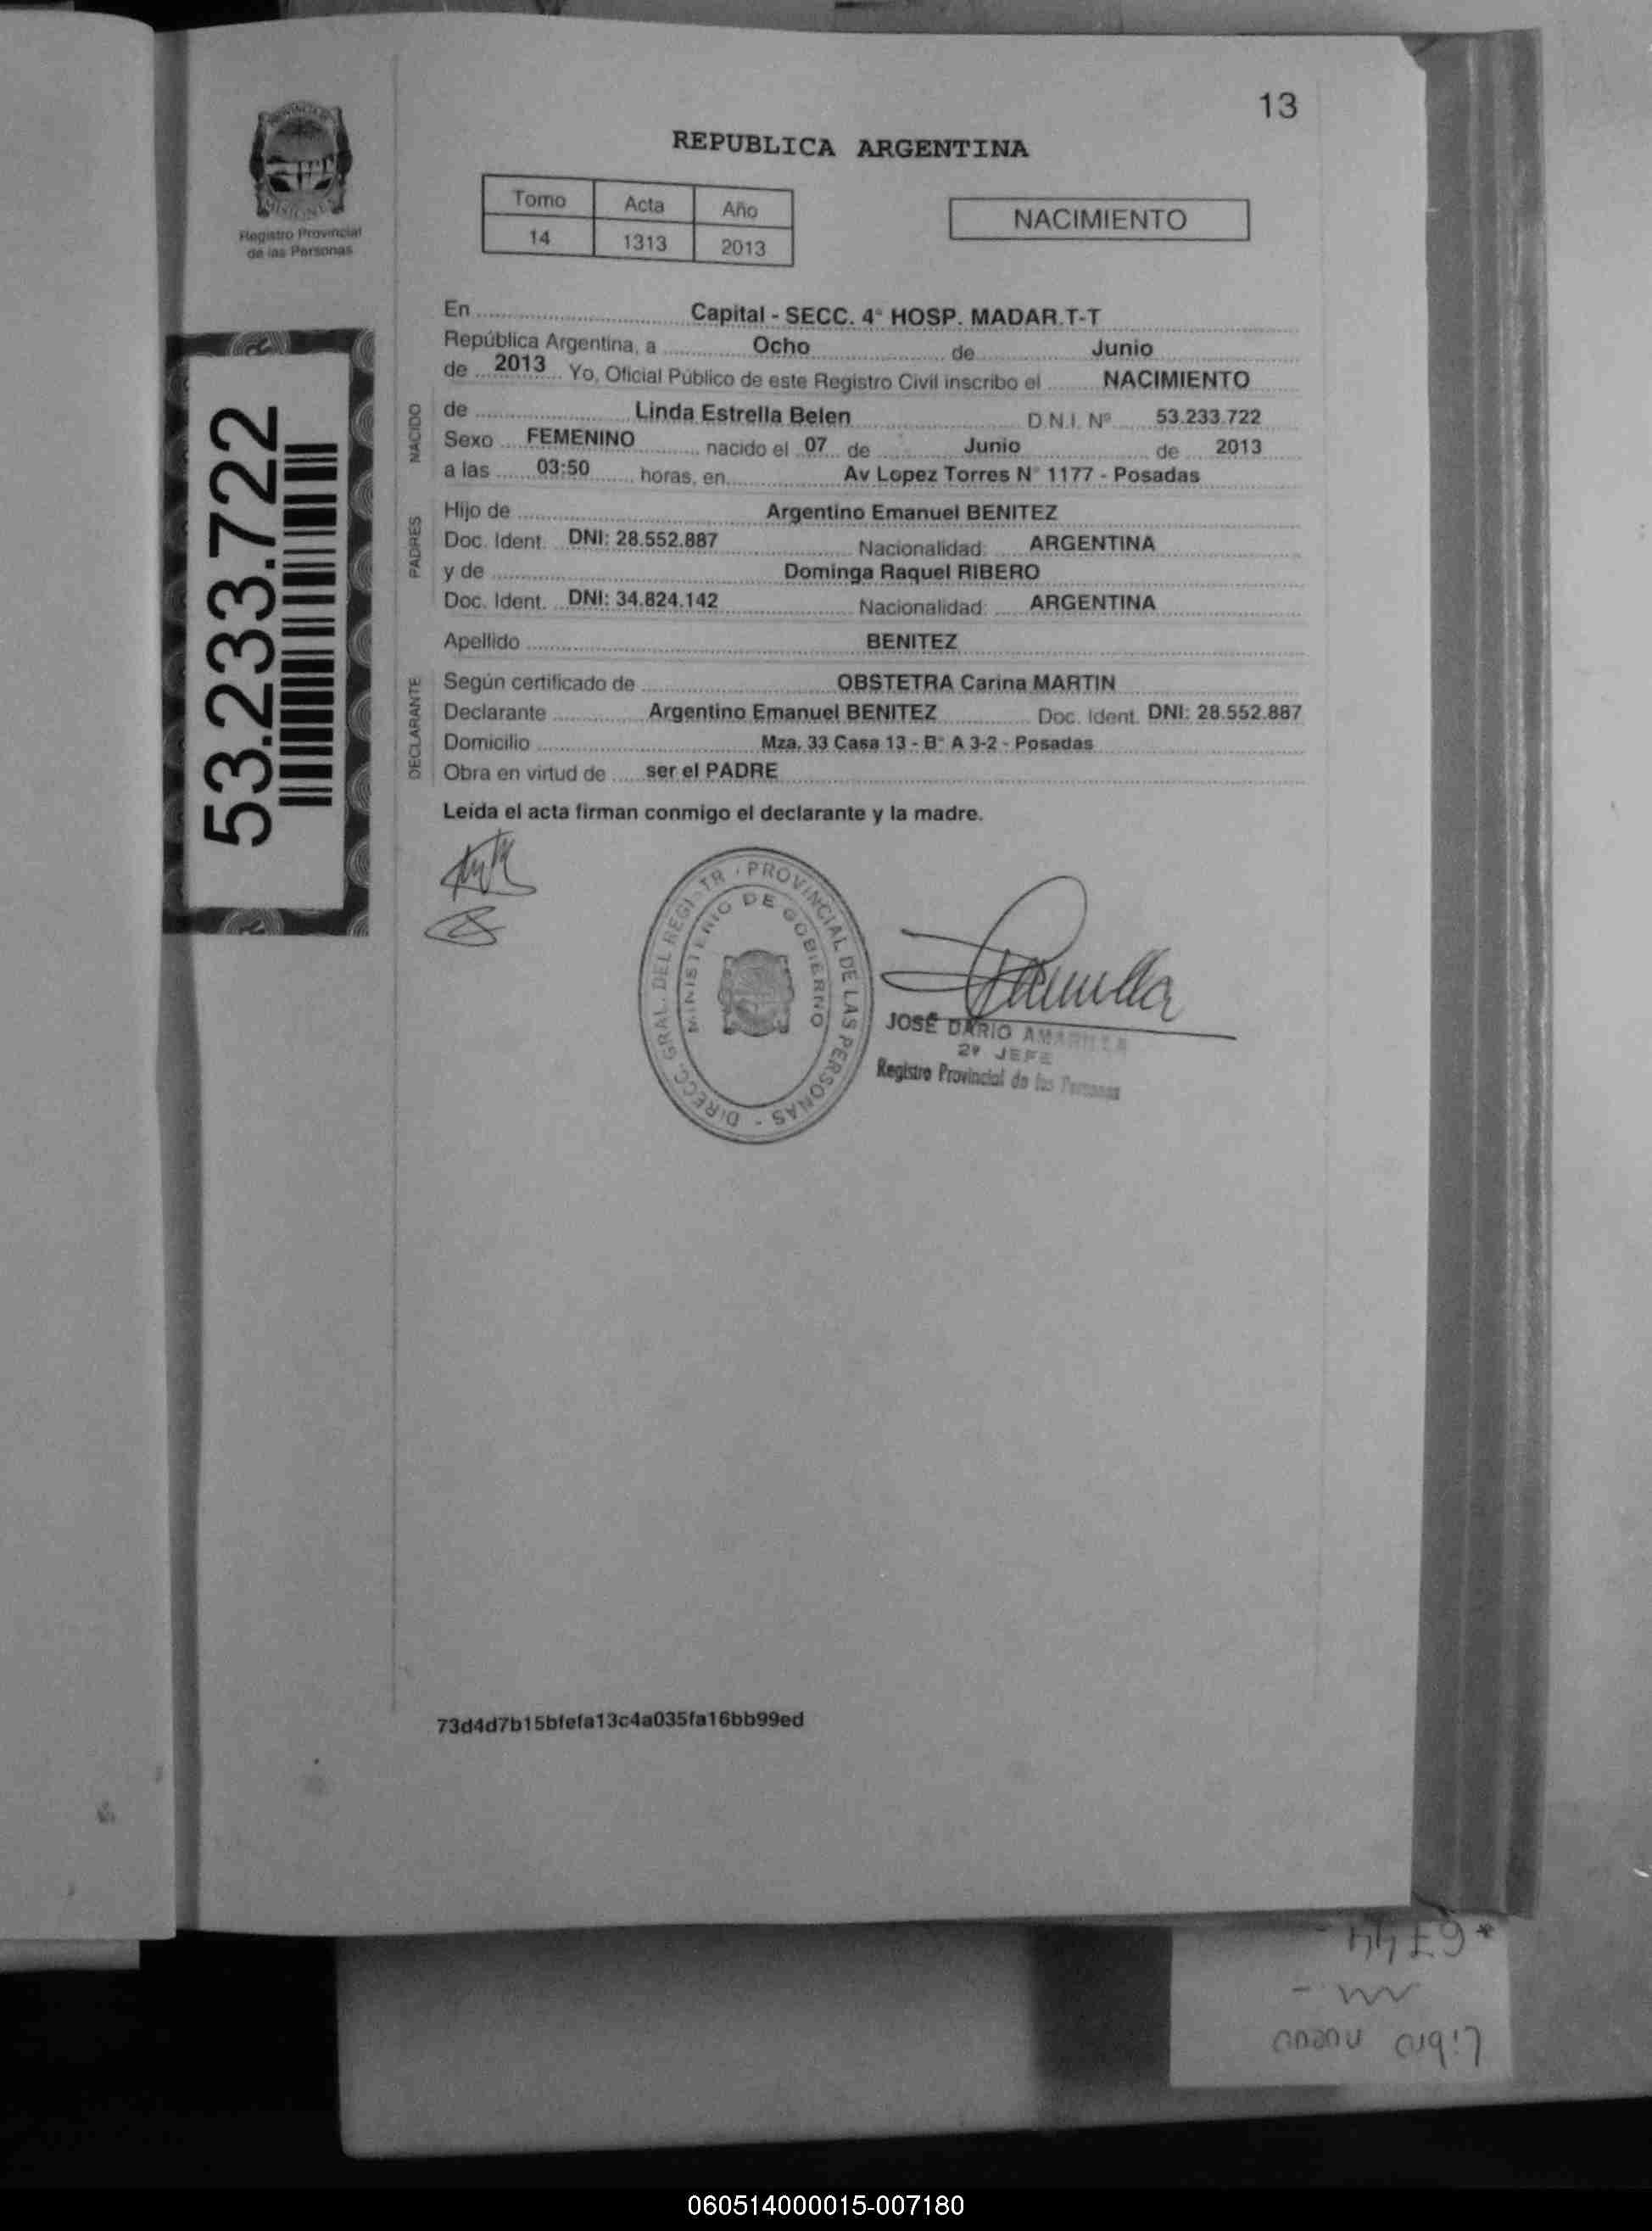 13
REPUBLICA ARGENTINA
MISIONES
Registro Provincial
de las Personas
Tomo Acta Año
14 1313 2013
NACIMIENTO
53.233.722
En Capital - SECC. 4° HOSP. MADAR.T-T
República Argentina, a Ocho de Junio
de 2013 Yo, Oficial Público de este Registro Civil inscribo el NACIMIENTO
NACIDO
de Linda Estrella Belen D.N.I. Nº 53.233.722
Sexo FEMENINO nacido el 07 de Junio de 2013
a las 03:50 horas, en Av Lopez Torres N° 1177 - Posadas
PADRES
Hijo de Argentino Emanuel BENITEZ
Doc. Ident. DNI: 28.552.887 Nacionalidad: ARGENTINA
y de Dominga Raquel RIBERO
Doc. Ident. DNI: 34.824.142 Nacionalidad: ARGENTINA
Apellido BENITEZ
DECLARANTE
Según certificado de OBSTETRA Carina MARTIN
Declarante Argentino Emanuel BENITEZ Doc. Ident. DNI: 28.552.887
Domicilio Mza. 33 Casa 13 - B° A 3-2 - Posadas
Obra en virtud de ser el PADRE
Leída el acta firman conmigo el declarante y la madre.
DIRECC. GRAL. DEL REGISTR · PROVINCIAL DE LAS PERSONAS -
MINISTERIO DE GOBIERNO
JOSÉ DARIO AMARILLA
2º JEFE
Registro Provincial de las Personas
73d4d7b15bfefa13c4a035fa16bb99ed
Libro nuevo
*6744
060514000015-007180